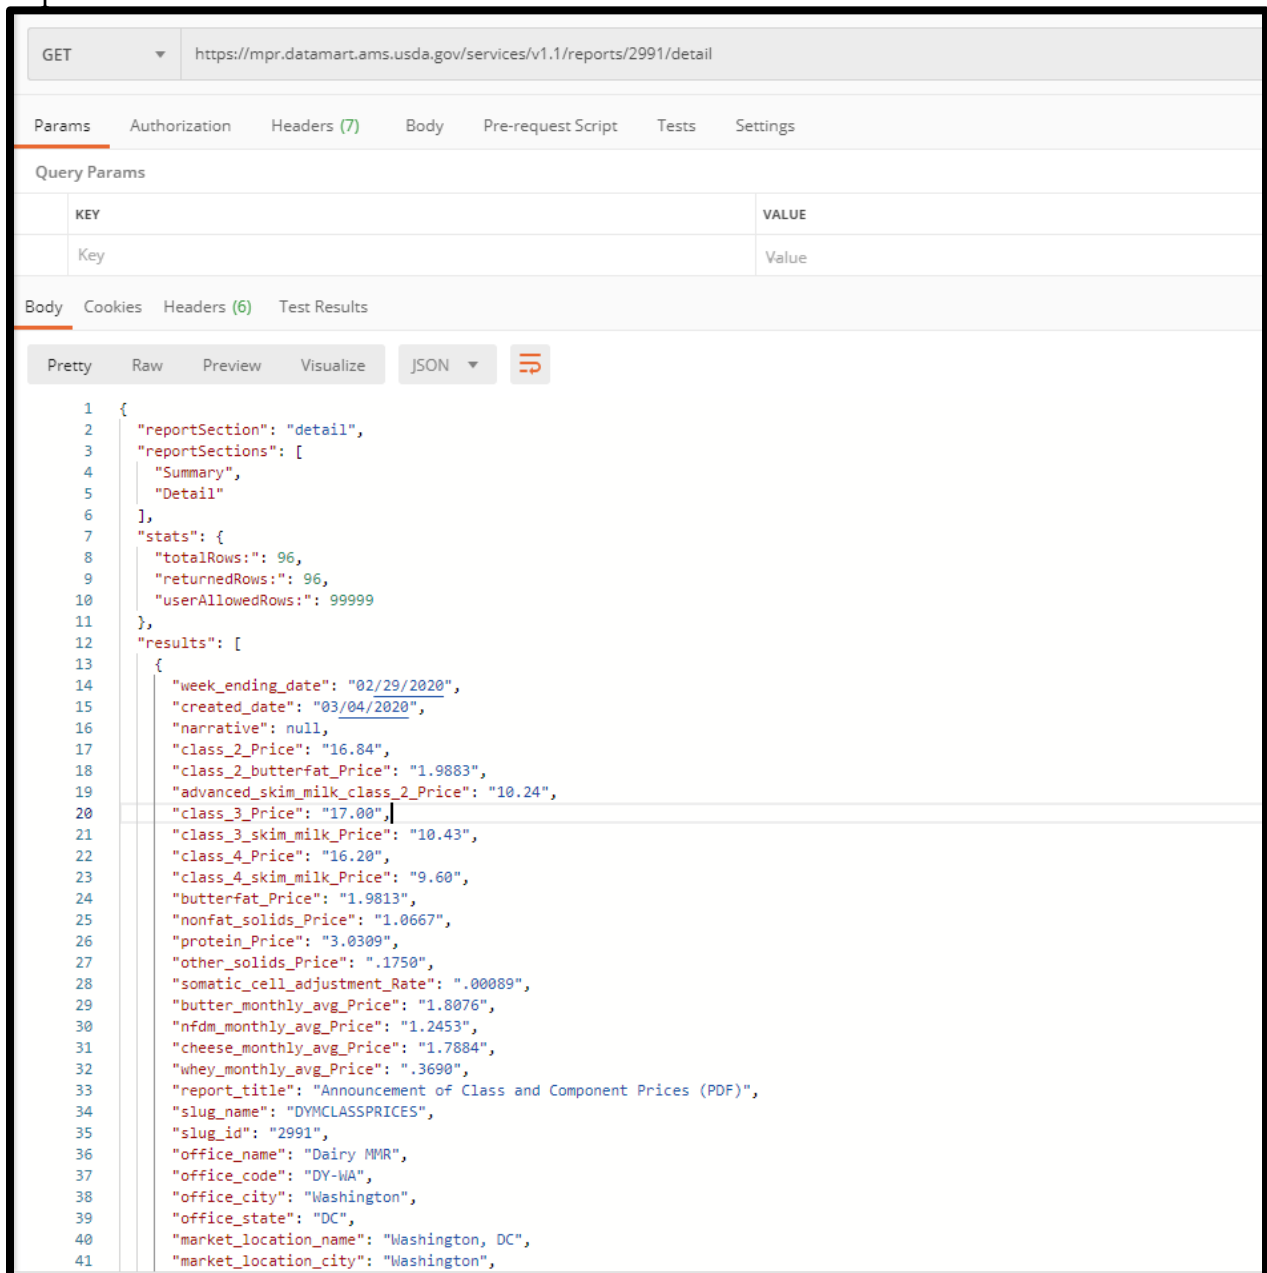 GET https://mpr.datamart.ams.usda.gov/services/v1.1/reports/2991/detail
Params Authorization Headers (7) Body Pre-request Script Tests Settings
Query Params
KEY VALUE
Key Value
Body Cookies Headers (6) Test Results
Pretty Raw Preview Visualize JSON
1 {
2 "reportSection": "detail",
3 "reportSections": [
4 "Summary",
5 "Detail"
6 ],
7 "stats": {
8 "totalRows:": 96,
9 "returnedRows:": 96,
10 "userAllowedRows:": 99999
11 },
12 "results": [
13 {
14 "week_ending_date": "02/29/2020",
15 "created_date": "03/04/2020",
16 "narrative": null,
17 "class_2_Price": "16.84",
18 "class_2_butterfat_Price": "1.9883",
19 "advanced_skim_milk_class_2_Price": "10.24",
20 "class_3_Price": "17.00",
21 "class_3_skim_milk_Price": "10.43",
22 "class_4_Price": "16.20",
23 "class_4_skim_milk_Price": "9.60",
24 "butterfat_Price": "1.9813",
25 "nonfat_solids_Price": "1.0667",
26 "protein_Price": "3.0309",
27 "other_solids_Price": ".1750",
28 "somatic_cell_adjustment_Rate": ".00089",
29 "butter_monthly_avg_Price": "1.8076",
30 "nfdm_monthly_avg_Price": "1.2453",
31 "cheese_monthly_avg_Price": "1.7884",
32 "whey_monthly_avg_Price": ".3690",
33 "report_title": "Announcement of Class and Component Prices (PDF)",
34 "slug_name": "DYMCLASSPRICES",
35 "slug_id": "2991",
36 "office_name": "Dairy MMR",
37 "office_code": "DY-WA",
38 "office_city": "Washington",
39 "office_state": "DC",
40 "market_location_name": "Washington, DC",
41 "market_location_city": "Washington",